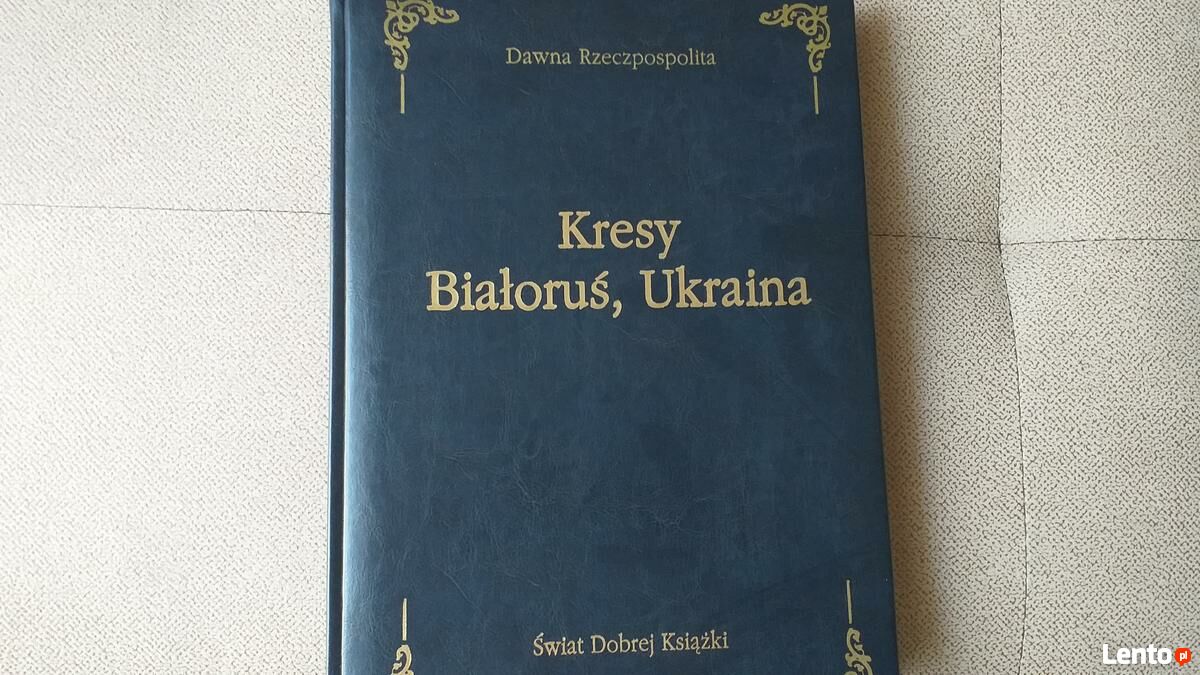 Dawna Rzeczpospolita
Kresy
Białoruś, Ukraina
Świat Dobrej Książki
Lento.pl